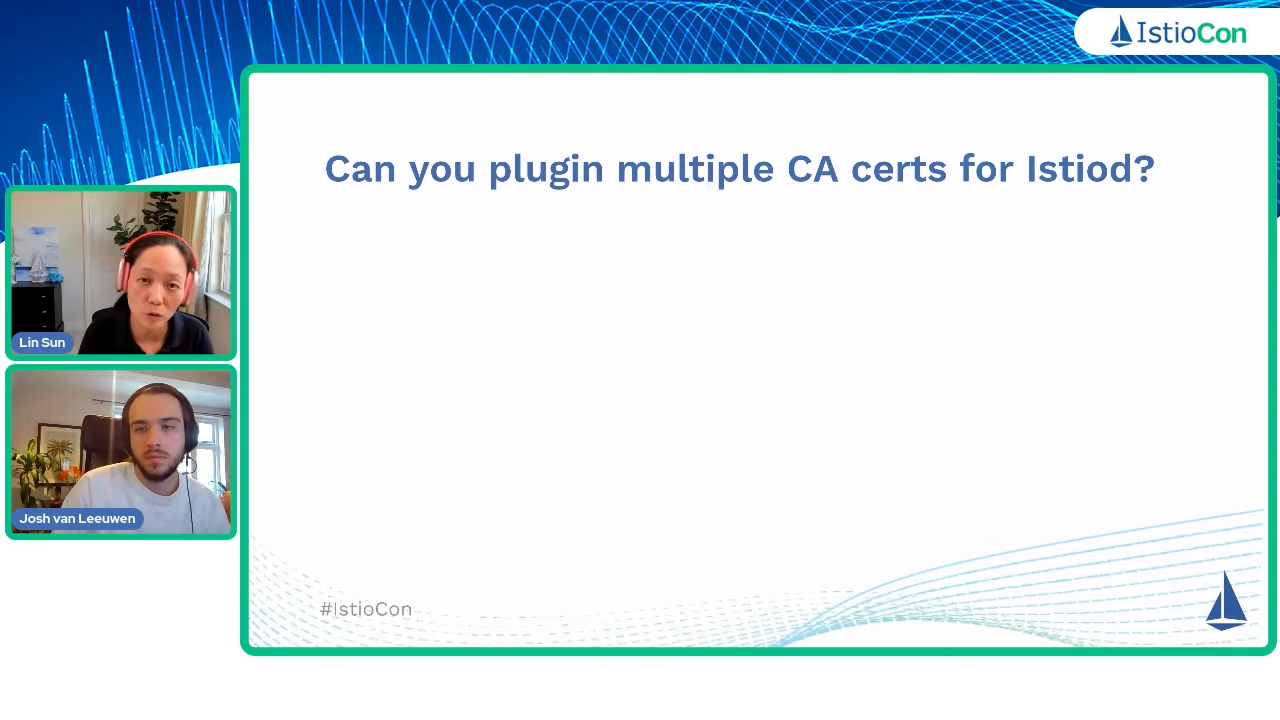 IstioCon
Can you plugin multiple CA certs for Istiod?
Lin Sun
Josh van Leeuwen
#IstioCon